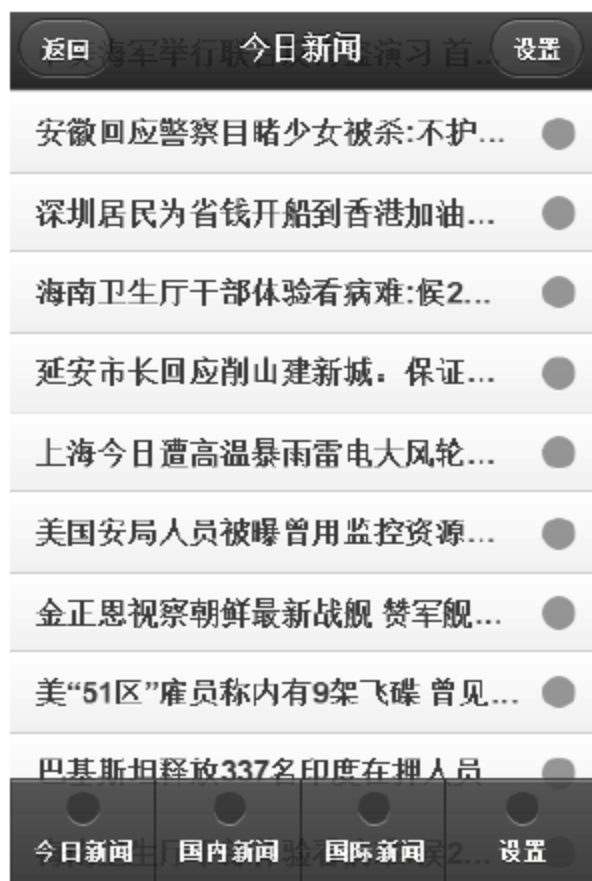 返回 今日新闻 设置
安徽回应警察目睹少女被杀:不护...
深圳居民为省钱开船到香港加油...
海南卫生厅干部体验看病难:候2...
延安市长回应削山建新城：保证...
上海今日遭高温暴雨雷电大风轮...
美国安局人员被曝曾用监控资源...
金正恩视察朝鲜最新战舰 赞军舰...
美“51区”雇员称内有9架飞碟 曾见...
巴基斯坦释放337名印度在押人员
今日新闻 国内新闻 国际新闻 设置